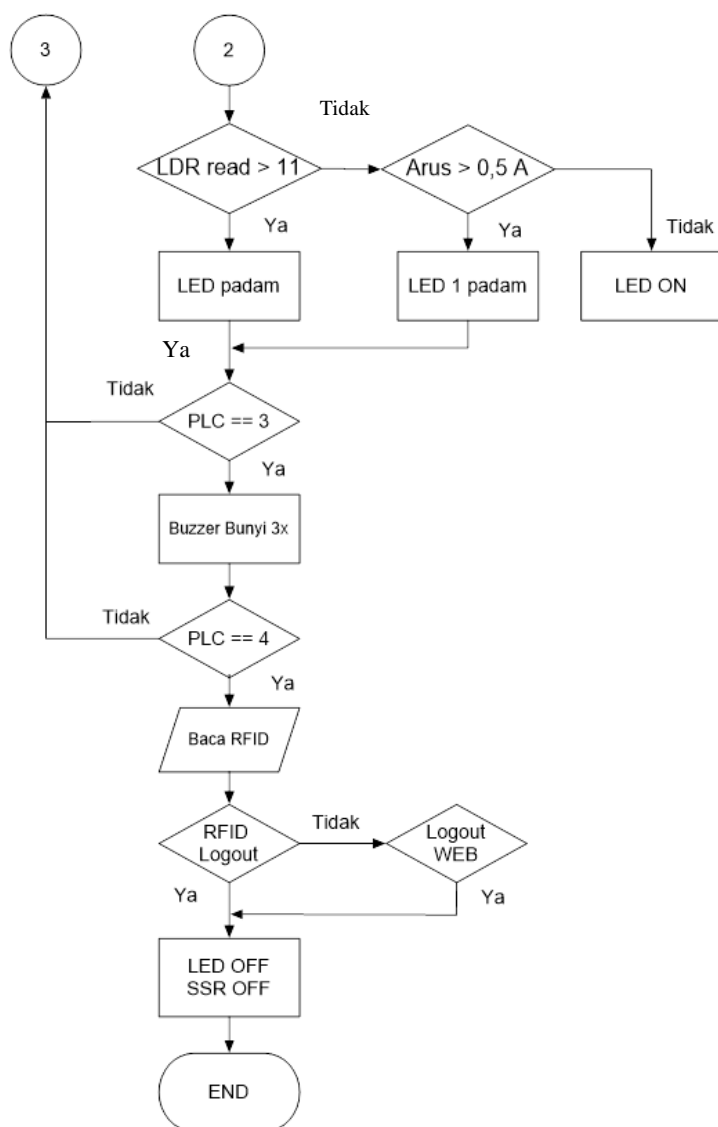 3
2
Tidak
LDR read > 11
Arus > 0,5 A
Ya
Ya
Tidak
LED padam
LED 1 padam
LED ON
Ya
Tidak
PLC == 3
Ya
Buzzer Bunyi 3x
Tidak
PLC == 4
Ya
Baca RFID
RFID
Logout
Tidak
Logout
WEB
Ya
Ya
LED OFF
SSR OFF
END